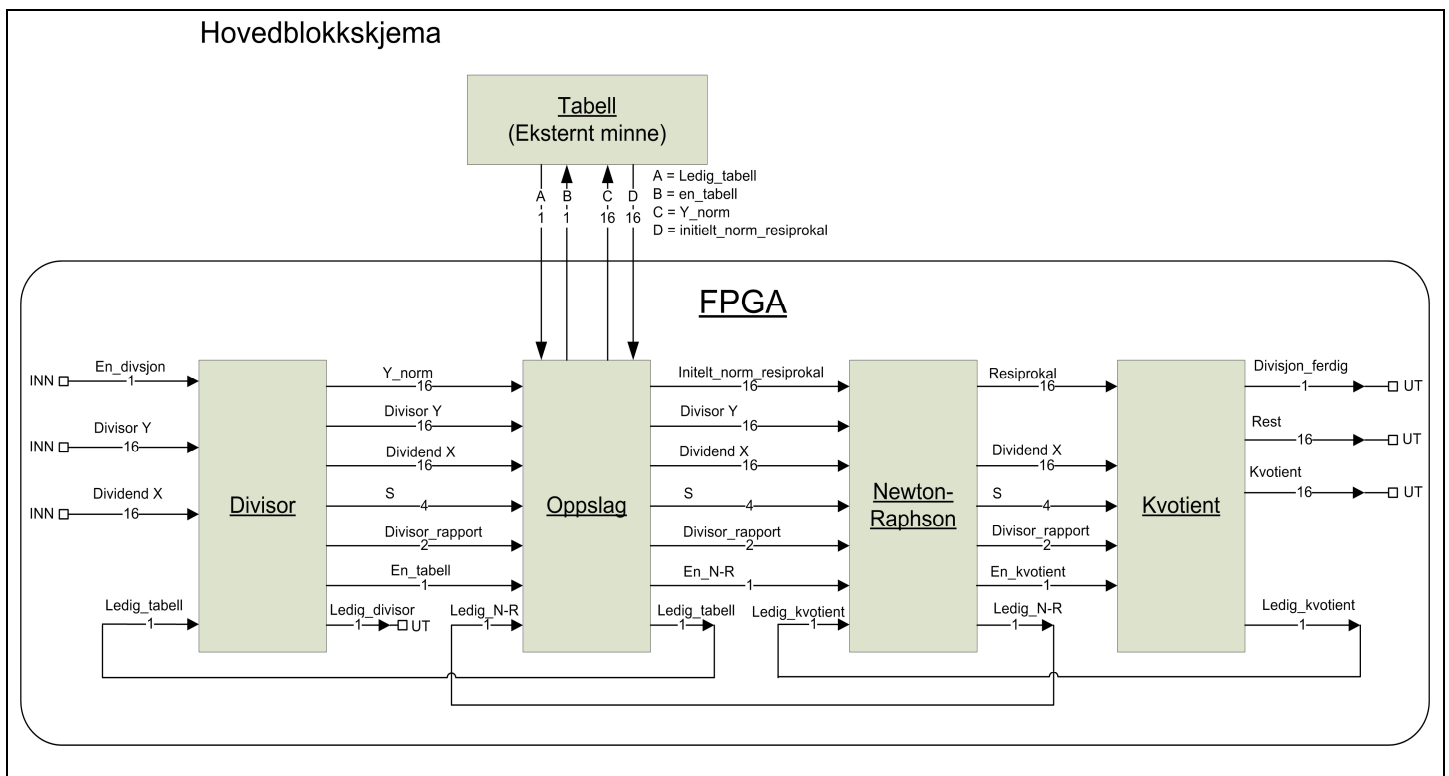 Hovedblokkskjema
Tabell
(Eksternt minne)
A
B
C
D
1
1
16
16
A = Ledig_tabell
B = en_tabell
C = Y_norm
D = initielt_norm_resiprokal
FPGA
INN
En_divsjon
1
INN
Divisor Y
16
INN
Dividend X
16
Ledig_tabell
1
Divisor
Y_norm
16
Divisor Y
16
Dividend X
16
S
4
Divisor_rapport
2
En_tabell
1
Ledig_divisor
1
UT
Ledig_N-R
1
Oppslag
Initelt_norm_resiprokal
16
Divisor Y
16
Dividend X
16
S
4
Divisor_rapport
2
En_N-R
1
Ledig_tabell
1
Ledig_kvotient
1
Newton-
Raphson
Resiprokal
16
Dividend X
16
S
4
Divisor_rapport
2
En_kvotient
1
Ledig_N-R
1
Kvotient
Divisjon_ferdig
1
UT
Rest
16
UT
Kvotient
16
UT
Ledig_kvotient
1